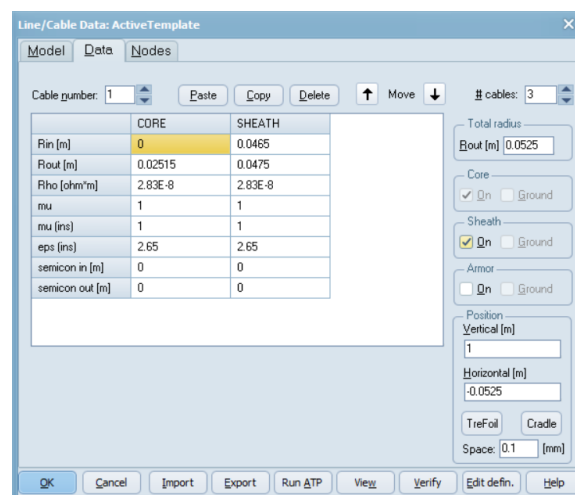 Line/Cable Data: ActiveTemplate
Model Data Nodes
Cable number: 1 Paste Copy Delete Move # cables: 3
CORE SHEATH
Rin [m] 0 0.0465
Rout [m] 0.02515 0.0475
Rho [ohm*m] 2.83E-8 2.83E-8
mu 1 1
mu (ins) 1 1
eps (ins) 2.65 2.65
semicon in [m] 0 0
semicon out [m] 0 0
Total radius
Rout [m] 0.0525
Core
On Ground
Sheath
On Ground
Armor
On Ground
Position
Vertical [m]
1
Horizontal [m]
-0.0525
TreFoil Cradle
Space: 0.1 [mm]
OK Cancel Import Export Run ATP View Verify Edit defin. Help